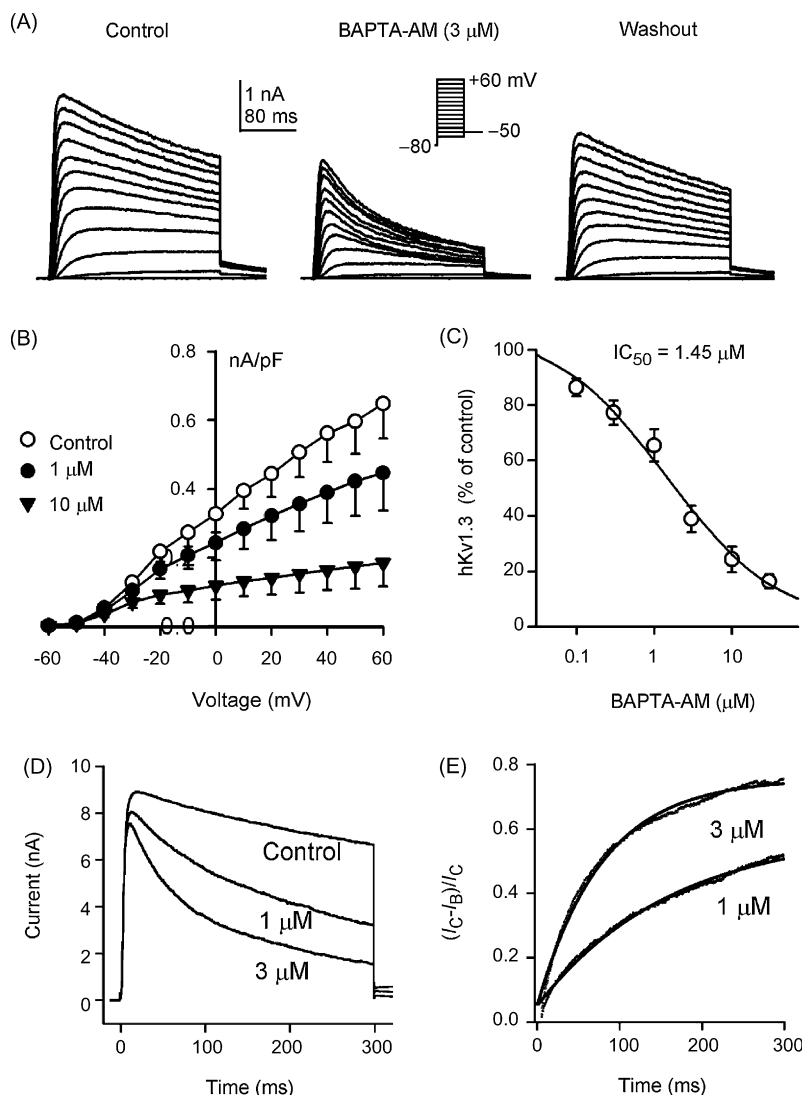 (A)
Control
BAPTA-AM (3 μM)
Washout
1 nA
80 ms
+60 mV
−50
−80
(B)
nA/pF
0.8
0.6
0.4
0.0
Control
1 μM
10 μM
-60 -40 -20 0 20 40 60
Voltage (mV)
(C)
IC50 = 1.45 μM
hKv1.3 (% of control)
100
80
60
40
20
0
0.1 1 10
BAPTA-AM (μM)
(D)
Current (nA)
10
8
6
4
2
0
Control
1 μM
3 μM
0 100 200 300
Time (ms)
(E)
(IC-IB)/IC
0.8
0.6
0.4
0.2
0.0
3 μM
1 μM
0 100 200 300
Time (ms)